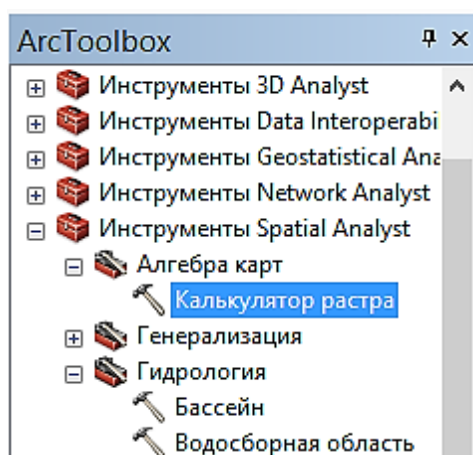 ArcToolbox
Инструменты 3D Analyst
Инструменты Data Interoperabi
Инструменты Geostatistical Ana
Инструменты Network Analyst
Инструменты Spatial Analyst
Алгебра карт
Калькулятор растра
Генерализация
Гидрология
Бассейн
Водосборная область